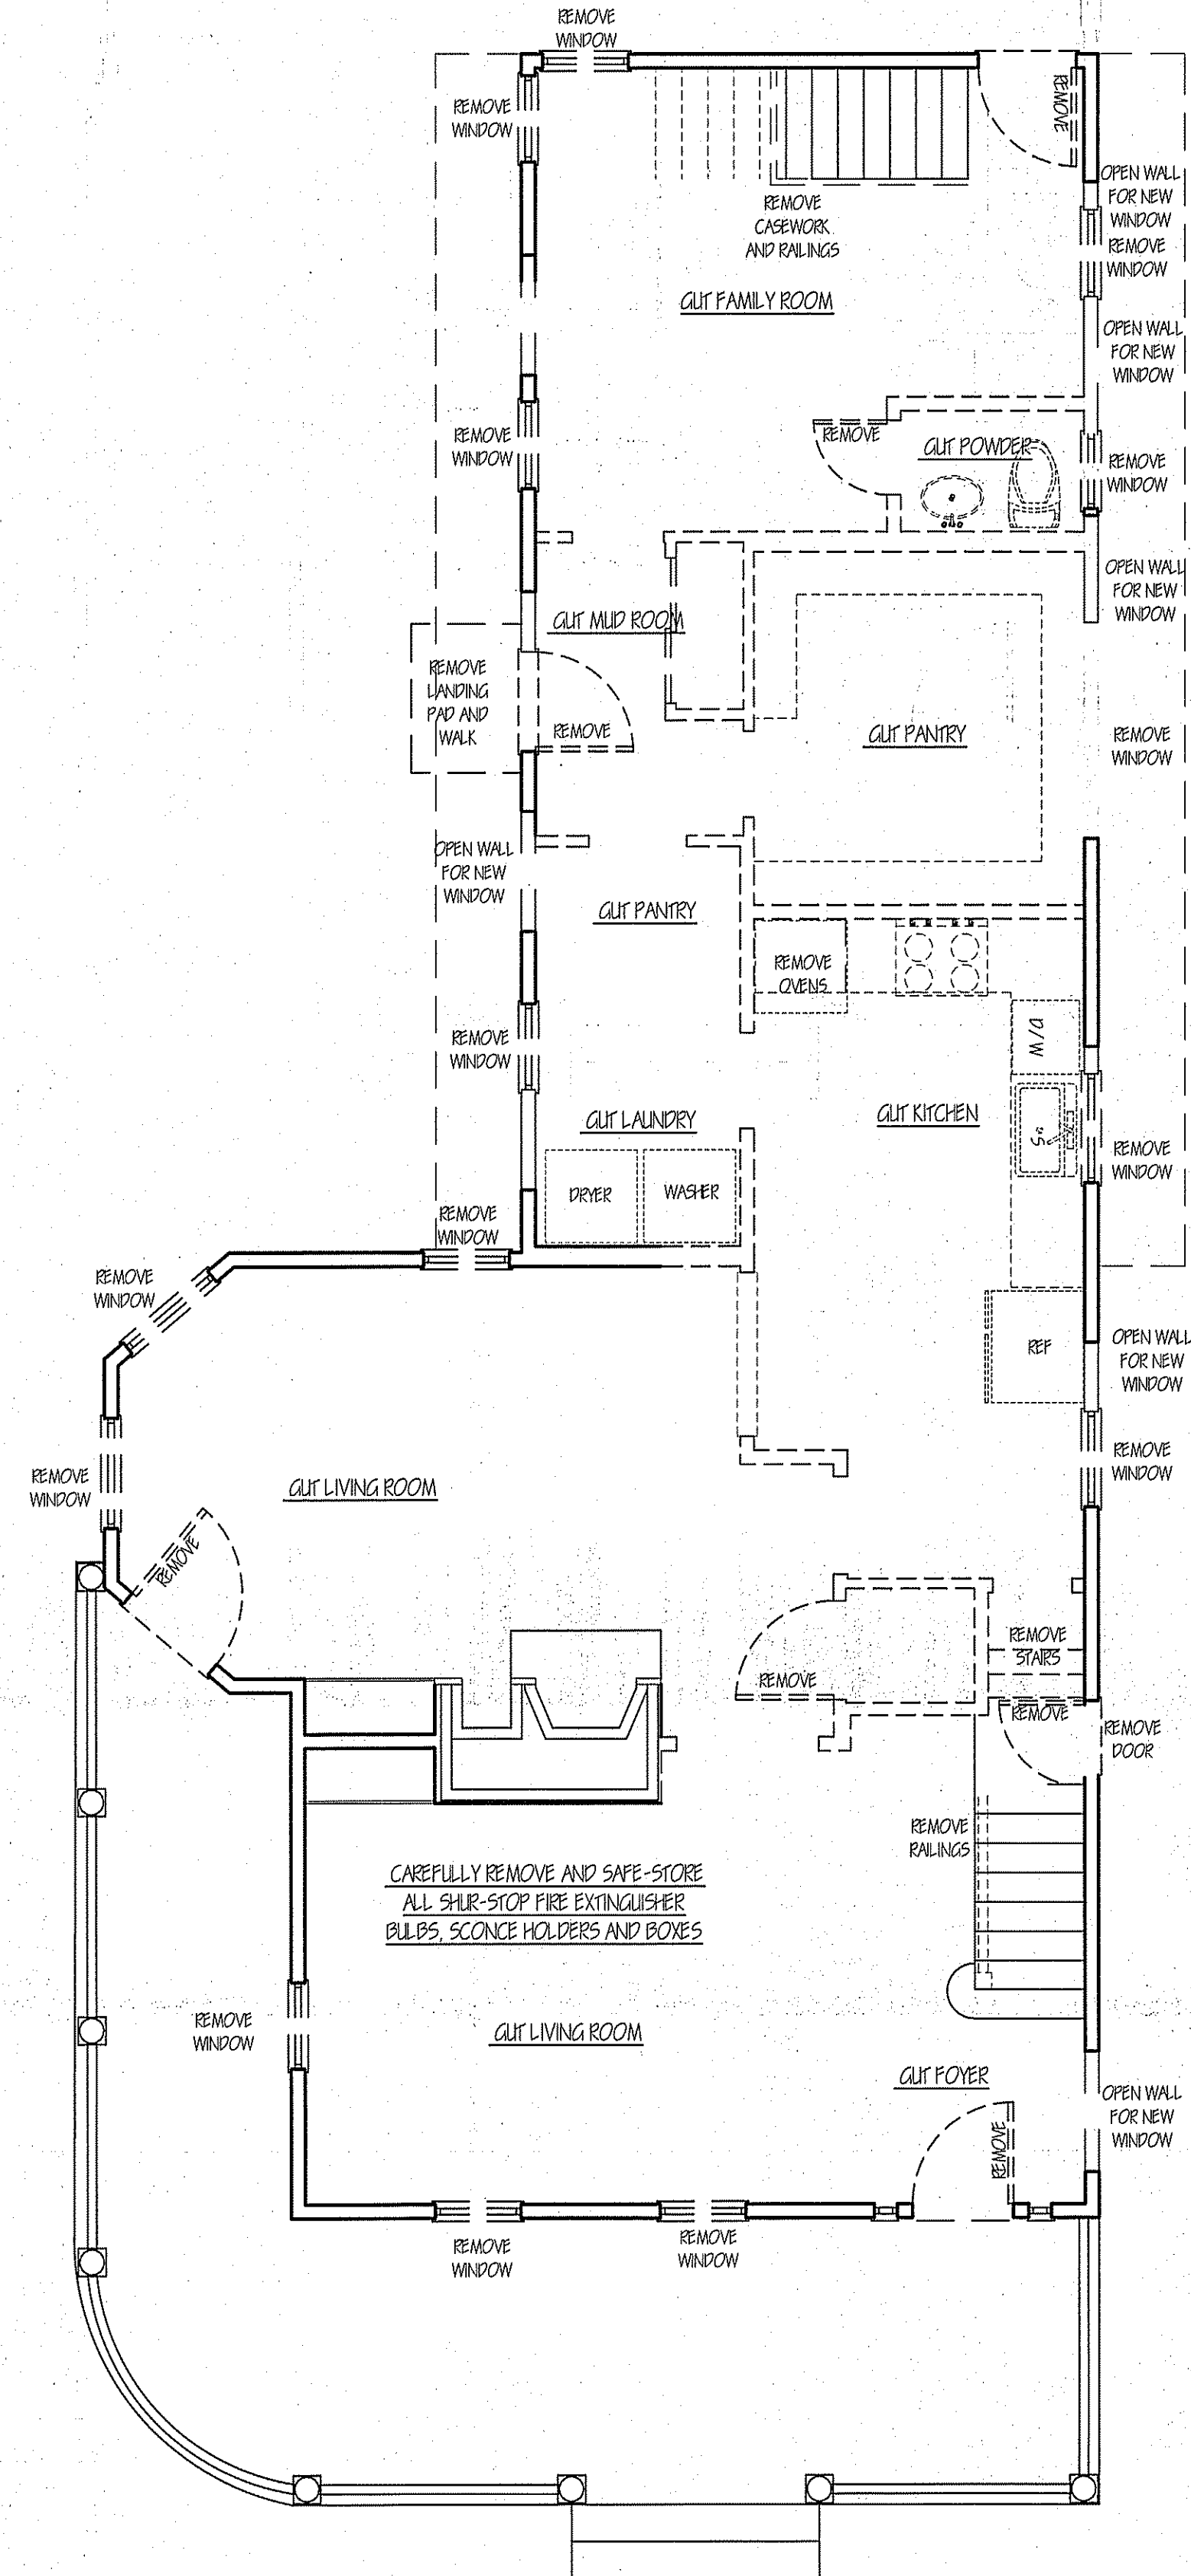 REMOVE
WINDOW
REMOVE
WINDOW
REMOVE
OPEN WALL
FOR NEW
WINDOW
REMOVE
WINDOW
REMOVE
CASEWORK
AND RAILINGS
GUT FAMILY ROOM
OPEN WALL
FOR NEW
WINDOW
REMOVE
WINDOW
REMOVE
GUT POWDER
REMOVE
WINDOW
OPEN WALL
FOR NEW
WINDOW
GUT MUD ROOM
REMOVE
LANDING
PAD AND
WALK
REMOVE
GUT PANTRY
REMOVE
WINDOW
OPEN WALL
FOR NEW
WINDOW
GUT PANTRY
REMOVE
OVENS
D/W
REMOVE
WINDOW
GUT LAUNDRY
GUT KITCHEN
REMOVE
WINDOW
DRYER
WASHER
REMOVE
WINDOW
REMOVE
WINDOW
REF
OPEN WALL
FOR NEW
WINDOW
REMOVE
WINDOW
REMOVE
WINDOW
GUT LIVING ROOM
REMOVE
REMOVE
STAIRS
REMOVE
REMOVE
REMOVE
DOOR
REMOVE
RAILINGS
CAREFULLY REMOVE AND SAFE-STORE
ALL SHUR-STOP FIRE EXTINGUISHER
BULBS, SCONCE HOLDERS AND BOXES
REMOVE
WINDOW
GUT LIVING ROOM
GUT FOYER
OPEN WALL
FOR NEW
WINDOW
REMOVE
REMOVE
WINDOW
REMOVE
WINDOW